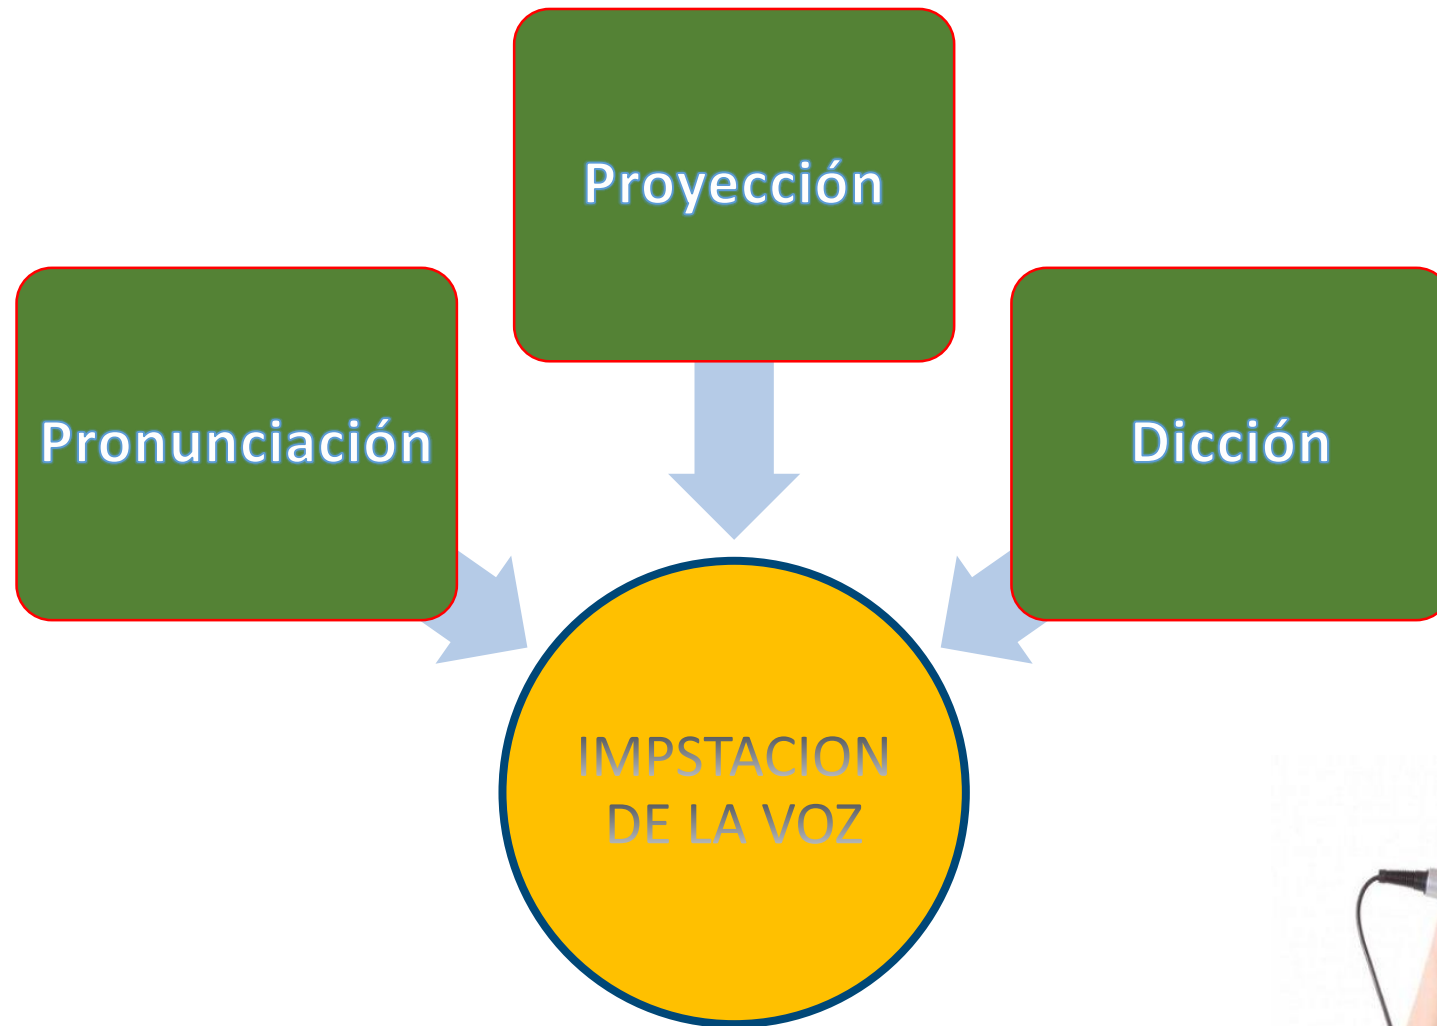 Proyección
Pronunciación
Dicción
IMPSTACION
DE LA VOZ